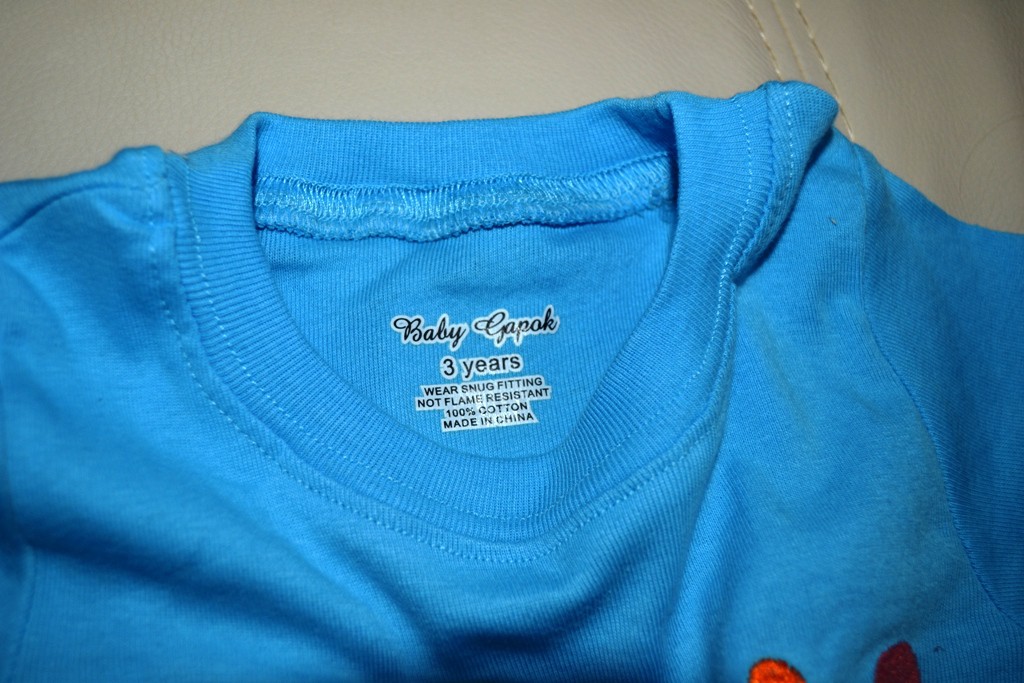 Baby Gapok
3 years
WEAR SNUG FITTING
NOT FLAME RESISTANT
100% COTTON
MADE IN CHINA